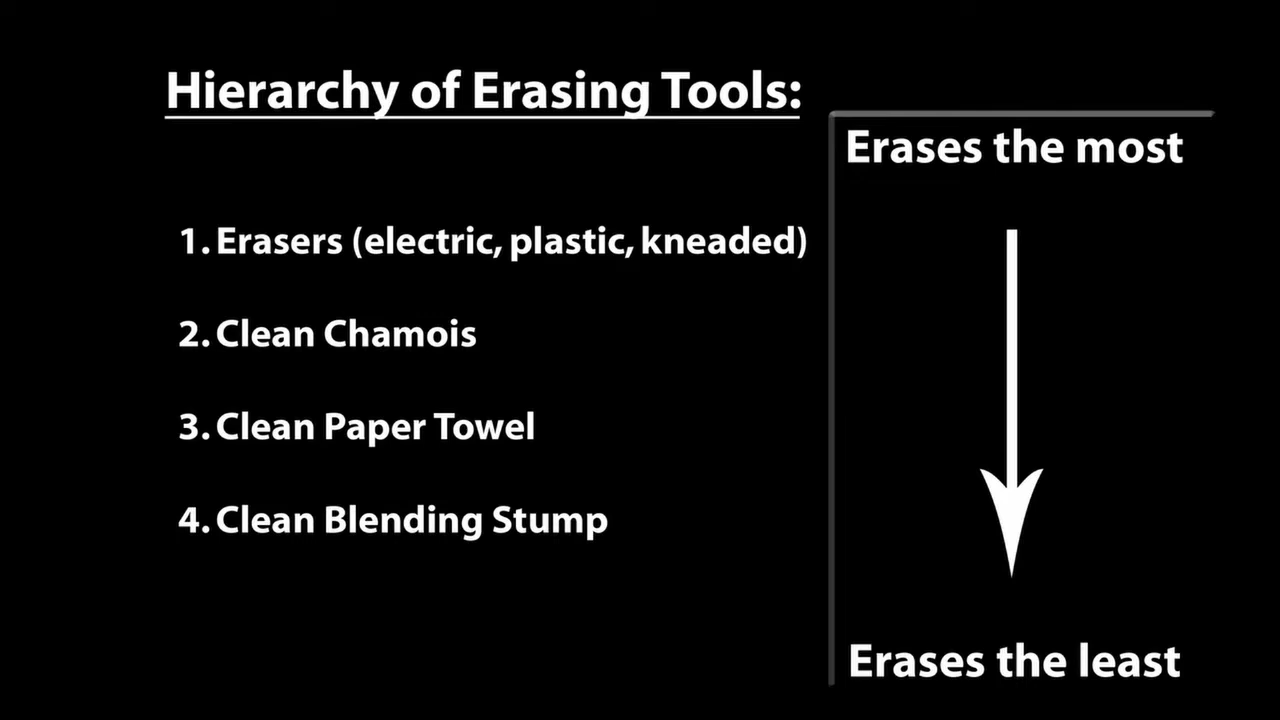 Hierarchy of Erasing Tools:
Erases the most
1. Erasers (electric, plastic, kneaded)
2. Clean Chamois
3. Clean Paper Towel
4. Clean Blending Stump
Erases the least